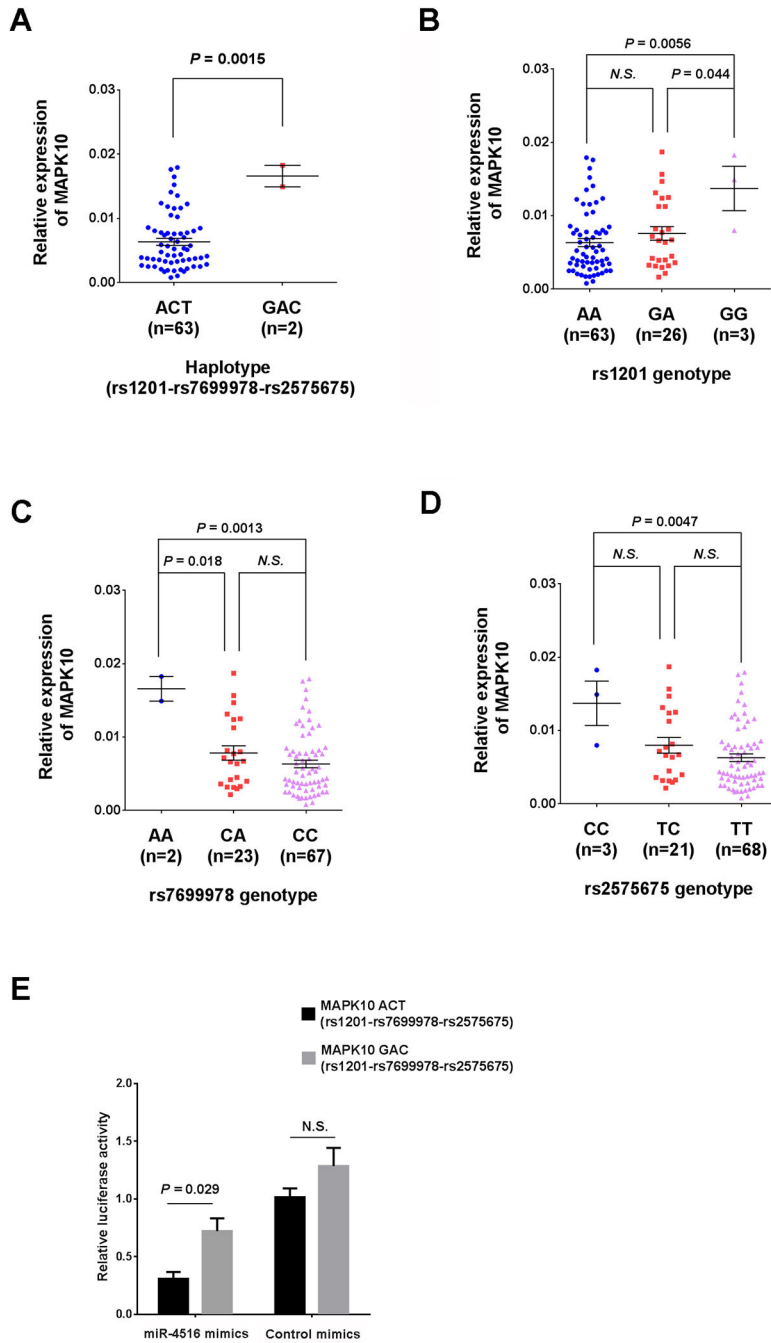 A
P = 0.0015
Relative expression
of MAPK10
0.03
0.02
0.01
0.00
ACT
(n=63)
GAC
(n=2)
Haplotype
(rs1201-rs7699978-rs2575675)
B
P = 0.0056
N.S.
P = 0.044
Relative expression
of MAPK10
0.03
0.02
0.01
0.00
AA
(n=63)
GA
(n=26)
GG
(n=3)
rs1201 genotype
C
P = 0.0013
P = 0.018
N.S.
Relative expression
of MAPK10
0.03
0.02
0.01
0.00
AA
(n=2)
CA
(n=23)
CC
(n=67)
rs7699978 genotype
D
P = 0.0047
N.S.
N.S.
Relative expression
of MAPK10
0.03
0.02
0.01
0.00
CC
(n=3)
TC
(n=21)
TT
(n=68)
rs2575675 genotype
E
MAPK10 ACT
(rs1201-rs7699978-rs2575675)
MAPK10 GAC
(rs1201-rs7699978-rs2575675)
Relative luciferase activity
2.0
1.5
1.0
0.5
0.0
P = 0.029
N.S.
miR-4516 mimics
Control mimics